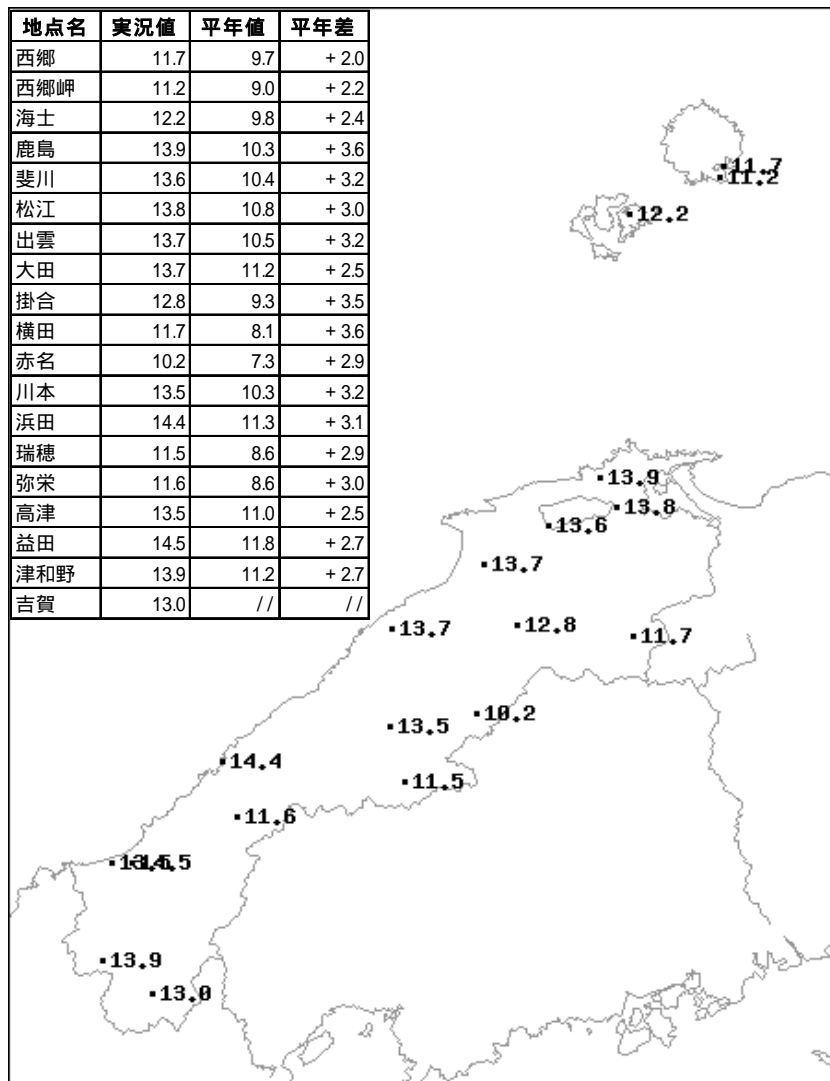 地点名 実況値 平年値 平年差
西郷 11.7 9.7 + 2.0
西郷岬 11.2 9.0 + 2.2
海士 12.2 9.8 + 2.4
鹿島 13.9 10.3 + 3.6
斐川 13.6 10.4 + 3.2
松江 13.8 10.8 + 3.0
出雲 13.7 10.5 + 3.2
大田 13.7 11.2 + 2.5
掛合 12.8 9.3 + 3.5
横田 11.7 8.1 + 3.6
赤名 10.2 7.3 + 2.9
川本 13.5 10.3 + 3.2
浜田 14.4 11.3 + 3.1
瑞穂 11.5 8.6 + 2.9
弥栄 11.6 8.6 + 3.0
高津 13.5 11.0 + 2.5
益田 14.5 11.8 + 2.7
津和野 13.9 11.2 + 2.7
吉賀 13.0 // //
11.7
11.2
12.2
13.9
13.8
13.6
13.7
12.8
13.7
11.7
10.2
13.5
14.4
11.5
11.6
13.5
14.5
13.9
13.0